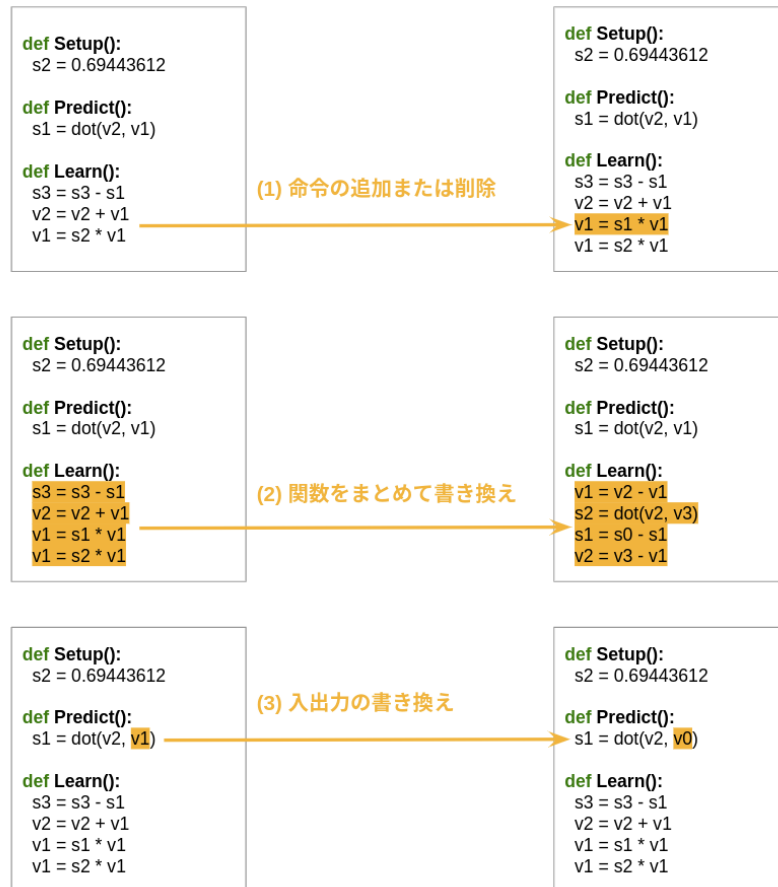 def Setup():
s2 = 0.69443612
def Predict():
s1 = dot(v2, v1)
def Learn():
s3 = s3 - s1
v2 = v2 + v1
v1 = s2 * v1
(1) 命令の追加または削除
def Setup():
s2 = 0.69443612
def Predict():
s1 = dot(v2, v1)
def Learn():
s3 = s3 - s1
v2 = v2 + v1
v1 = s1 * v1
v1 = s2 * v1
def Setup():
s2 = 0.69443612
def Predict():
s1 = dot(v2, v1)
def Learn():
s3 = s3 - s1
v2 = v2 + v1
v1 = s1 * v1
v1 = s2 * v1
(2) 関数をまとめて書き換え
def Setup():
s2 = 0.69443612
def Predict():
s1 = dot(v2, v1)
def Learn():
v1 = v2 - v1
s2 = dot(v2, v3)
s1 = s0 - s1
v2 = v3 - v1
def Setup():
s2 = 0.69443612
def Predict():
s1 = dot(v2, v1)
def Learn():
s3 = s3 - s1
v2 = v2 + v1
v1 = s1 * v1
v1 = s2 * v1
(3) 入出力の書き換え
def Setup():
s2 = 0.69443612
def Predict():
s1 = dot(v2, v0)
def Learn():
s3 = s3 - s1
v2 = v2 + v1
v1 = s1 * v1
v1 = s2 * v1